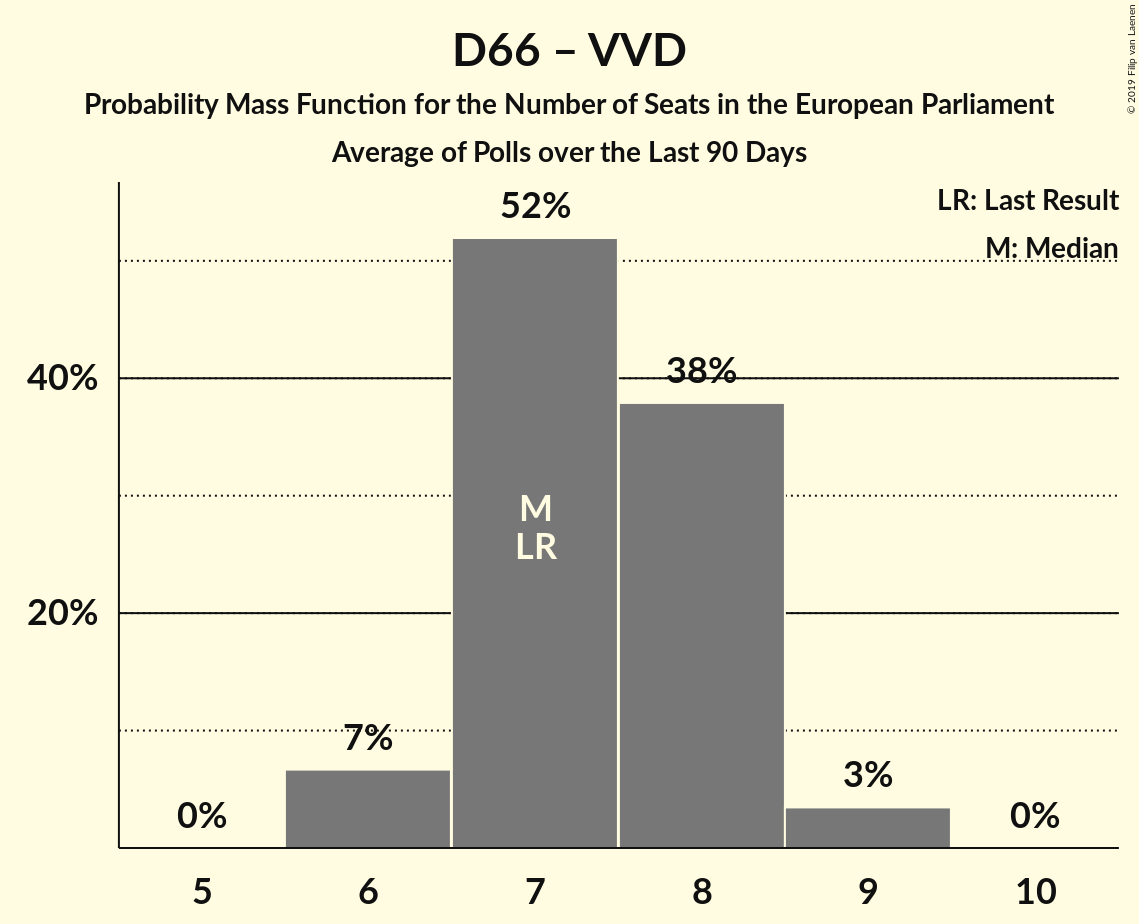 D66 – VVD
Probability Mass Function for the Number of Seats in the European Parliament
Average of Polls over the Last 90 Days
© 2019 Filip van Laenen
LR: Last Result
M: Median
52%
40%
38%
M
LR
20%
7%
3%
0%
0%
5 6 7 8 9 10